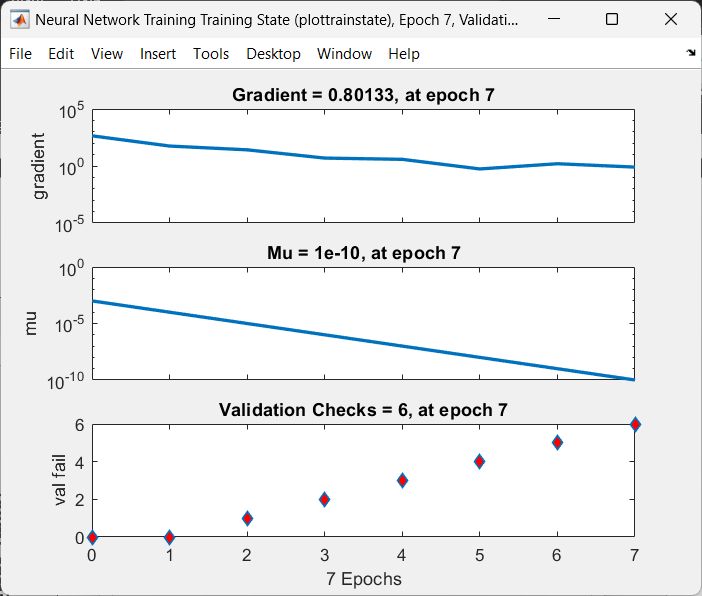 Neural Network Training Training State (plottrainstate), Epoch 7, Validati...
File Edit View Insert Tools Desktop Window Help
Gradient = 0.80133, at epoch 7
10^5
10^0
10^-5
gradient
Mu = 1e-10, at epoch 7
10^0
10^-5
10^-10
mu
Validation Checks = 6, at epoch 7
6
4
2
0
val fail
0 1 2 3 4 5 6 7
7 Epochs